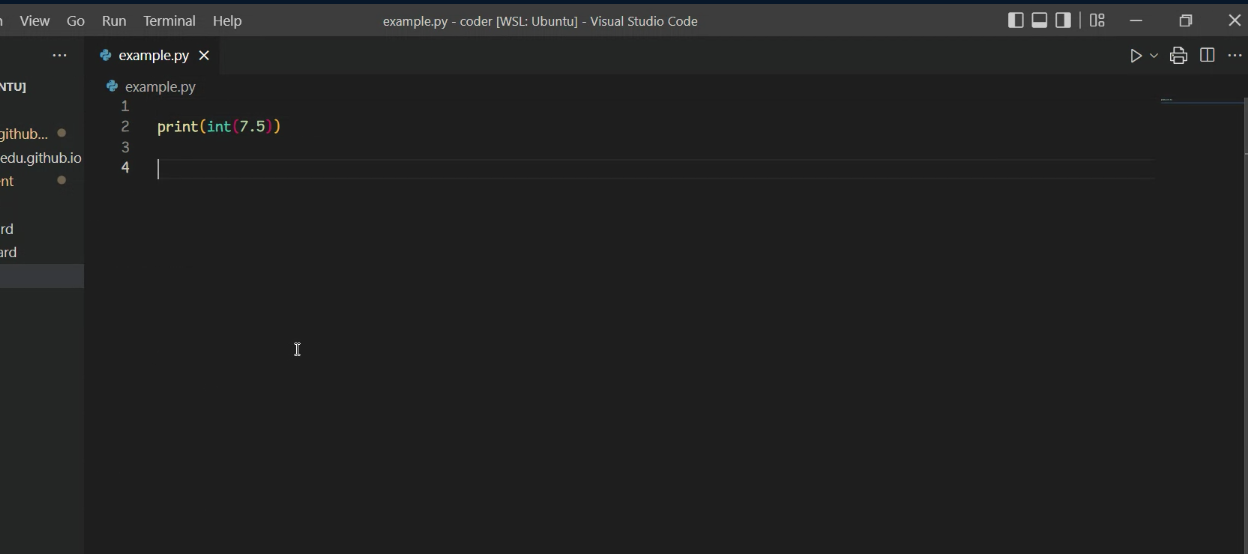 View Go Run Terminal Help example.py - coder [WSL: Ubuntu] - Visual Studio Code
example.py
NTU]
example.py
1
2 print(int(7.5))
github...
3
edu.github.io
4
nt
rd
ard